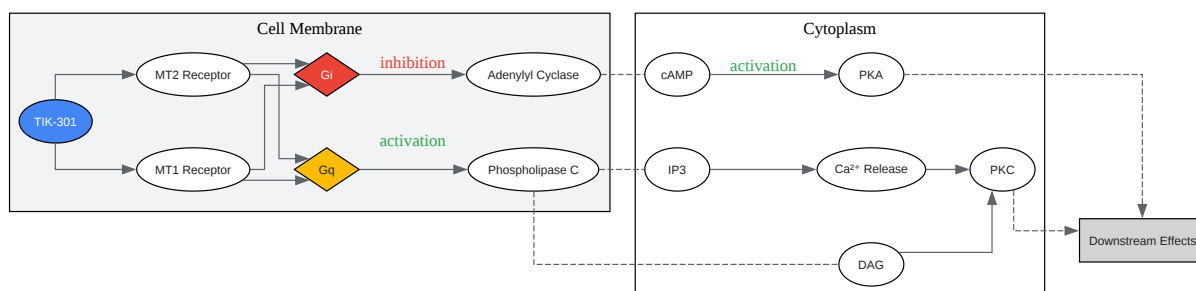 Cell Membrane
Cytoplasm
MT2 Receptor
Gi
inhibition
Adenylyl Cyclase
cAMP
activation
PKA
TIK-301
MT1 Receptor
Gq
activation
Phospholipase C
IP3
Ca²⁺ Release
PKC
Downstream Effects
DAG